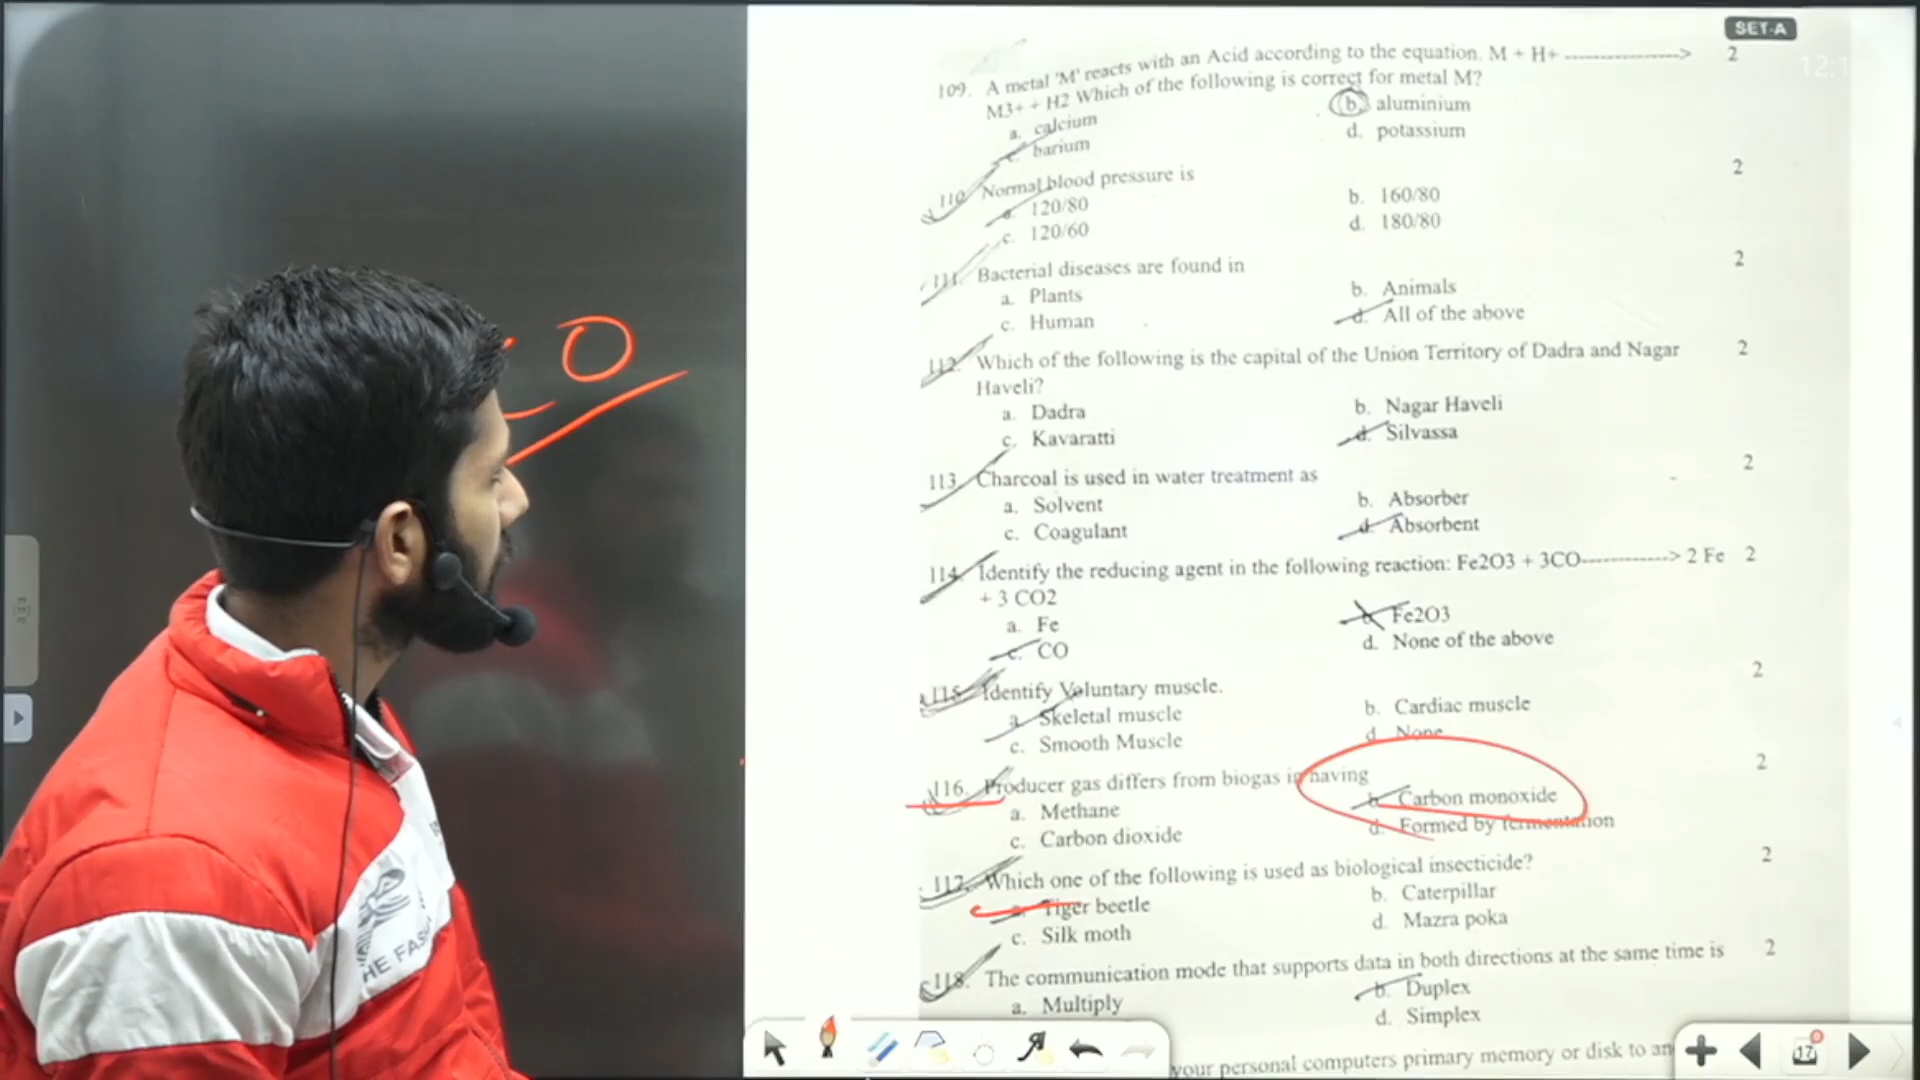 SET-A
109. A metal 'M' reacts with an Acid according to the equation. M + H+ -------------> 2
M3+ + H2 Which of the following is correct for metal M?
a. calcium b. aluminium
c. barium d. potassium
110. Normal blood pressure is 2
a. 120/80 b. 160/80
c. 120/60 d. 180/80
111. Bacterial diseases are found in 2
a. Plants b. Animals
c. Human d. All of the above
112. Which of the following is the capital of the Union Territory of Dadra and Nagar 2
Haveli?
a. Dadra b. Nagar Haveli
c. Kavaratti d. Silvassa
113. Charcoal is used in water treatment as 2
a. Solvent b. Absorber
c. Coagulant d. Absorbent
114. Identify the reducing agent in the following reaction: Fe2O3 + 3CO------------> 2 Fe 2
+ 3 CO2
a. Fe b. Fe2O3
c. CO d. None of the above
115. Identify Voluntary muscle. 2
a. Skeletal muscle b. Cardiac muscle
c. Smooth Muscle d. None
116. Producer gas differs from biogas in having 2
a. Methane b. Carbon monoxide
c. Carbon dioxide d. Formed by fermentation
117. Which one of the following is used as biological insecticide? 2
a. Tiger beetle b. Caterpillar
c. Silk moth d. Mazra poka
118. The communication mode that supports data in both directions at the same time is 2
a. Multiply b. Duplex
d. Simplex
your personal computers primary memory or disk to an
O
17